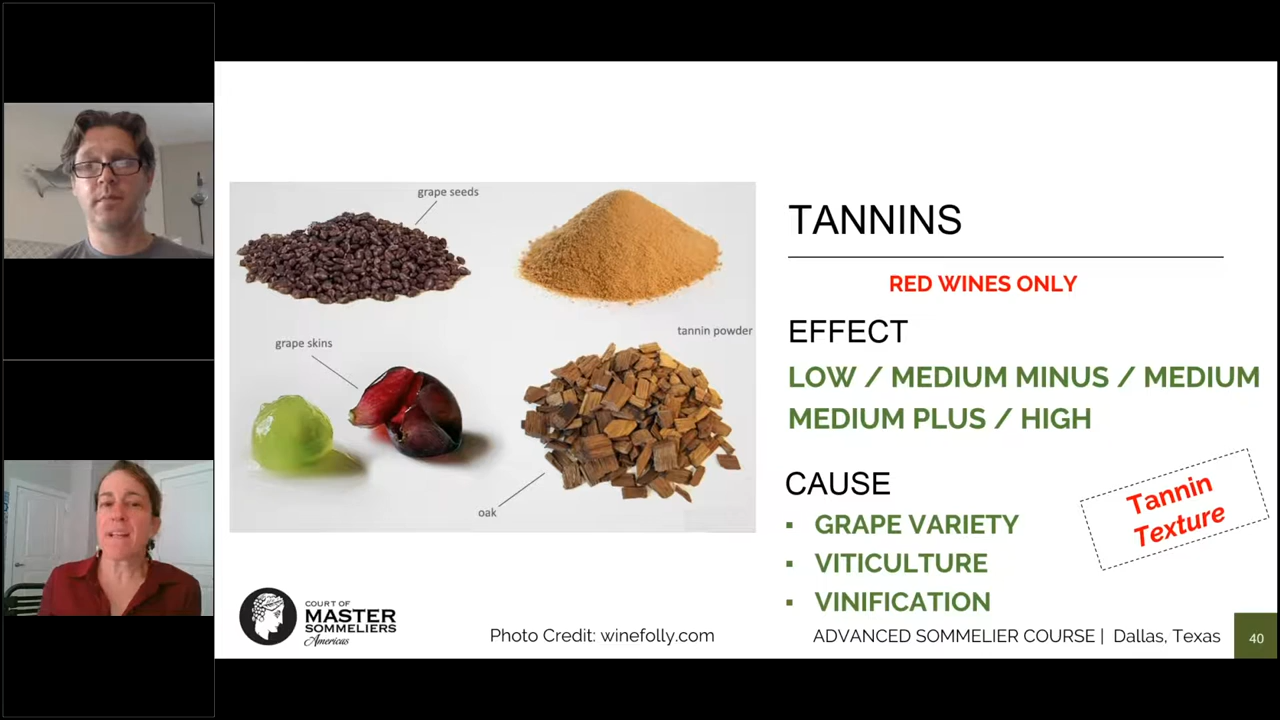 grape seeds
tannin powder
grape skins
oak
TANNINS
RED WINES ONLY
EFFECT
LOW / MEDIUM MINUS / MEDIUM
MEDIUM PLUS / HIGH
CAUSE
▪ GRAPE VARIETY
▪ VITICULTURE
▪ VINIFICATION
Tannin
Texture
COURT OF
MASTER
SOMMELIERS
Americas
Photo Credit: winefolly.com
ADVANCED SOMMELIER COURSE | Dallas, Texas
40